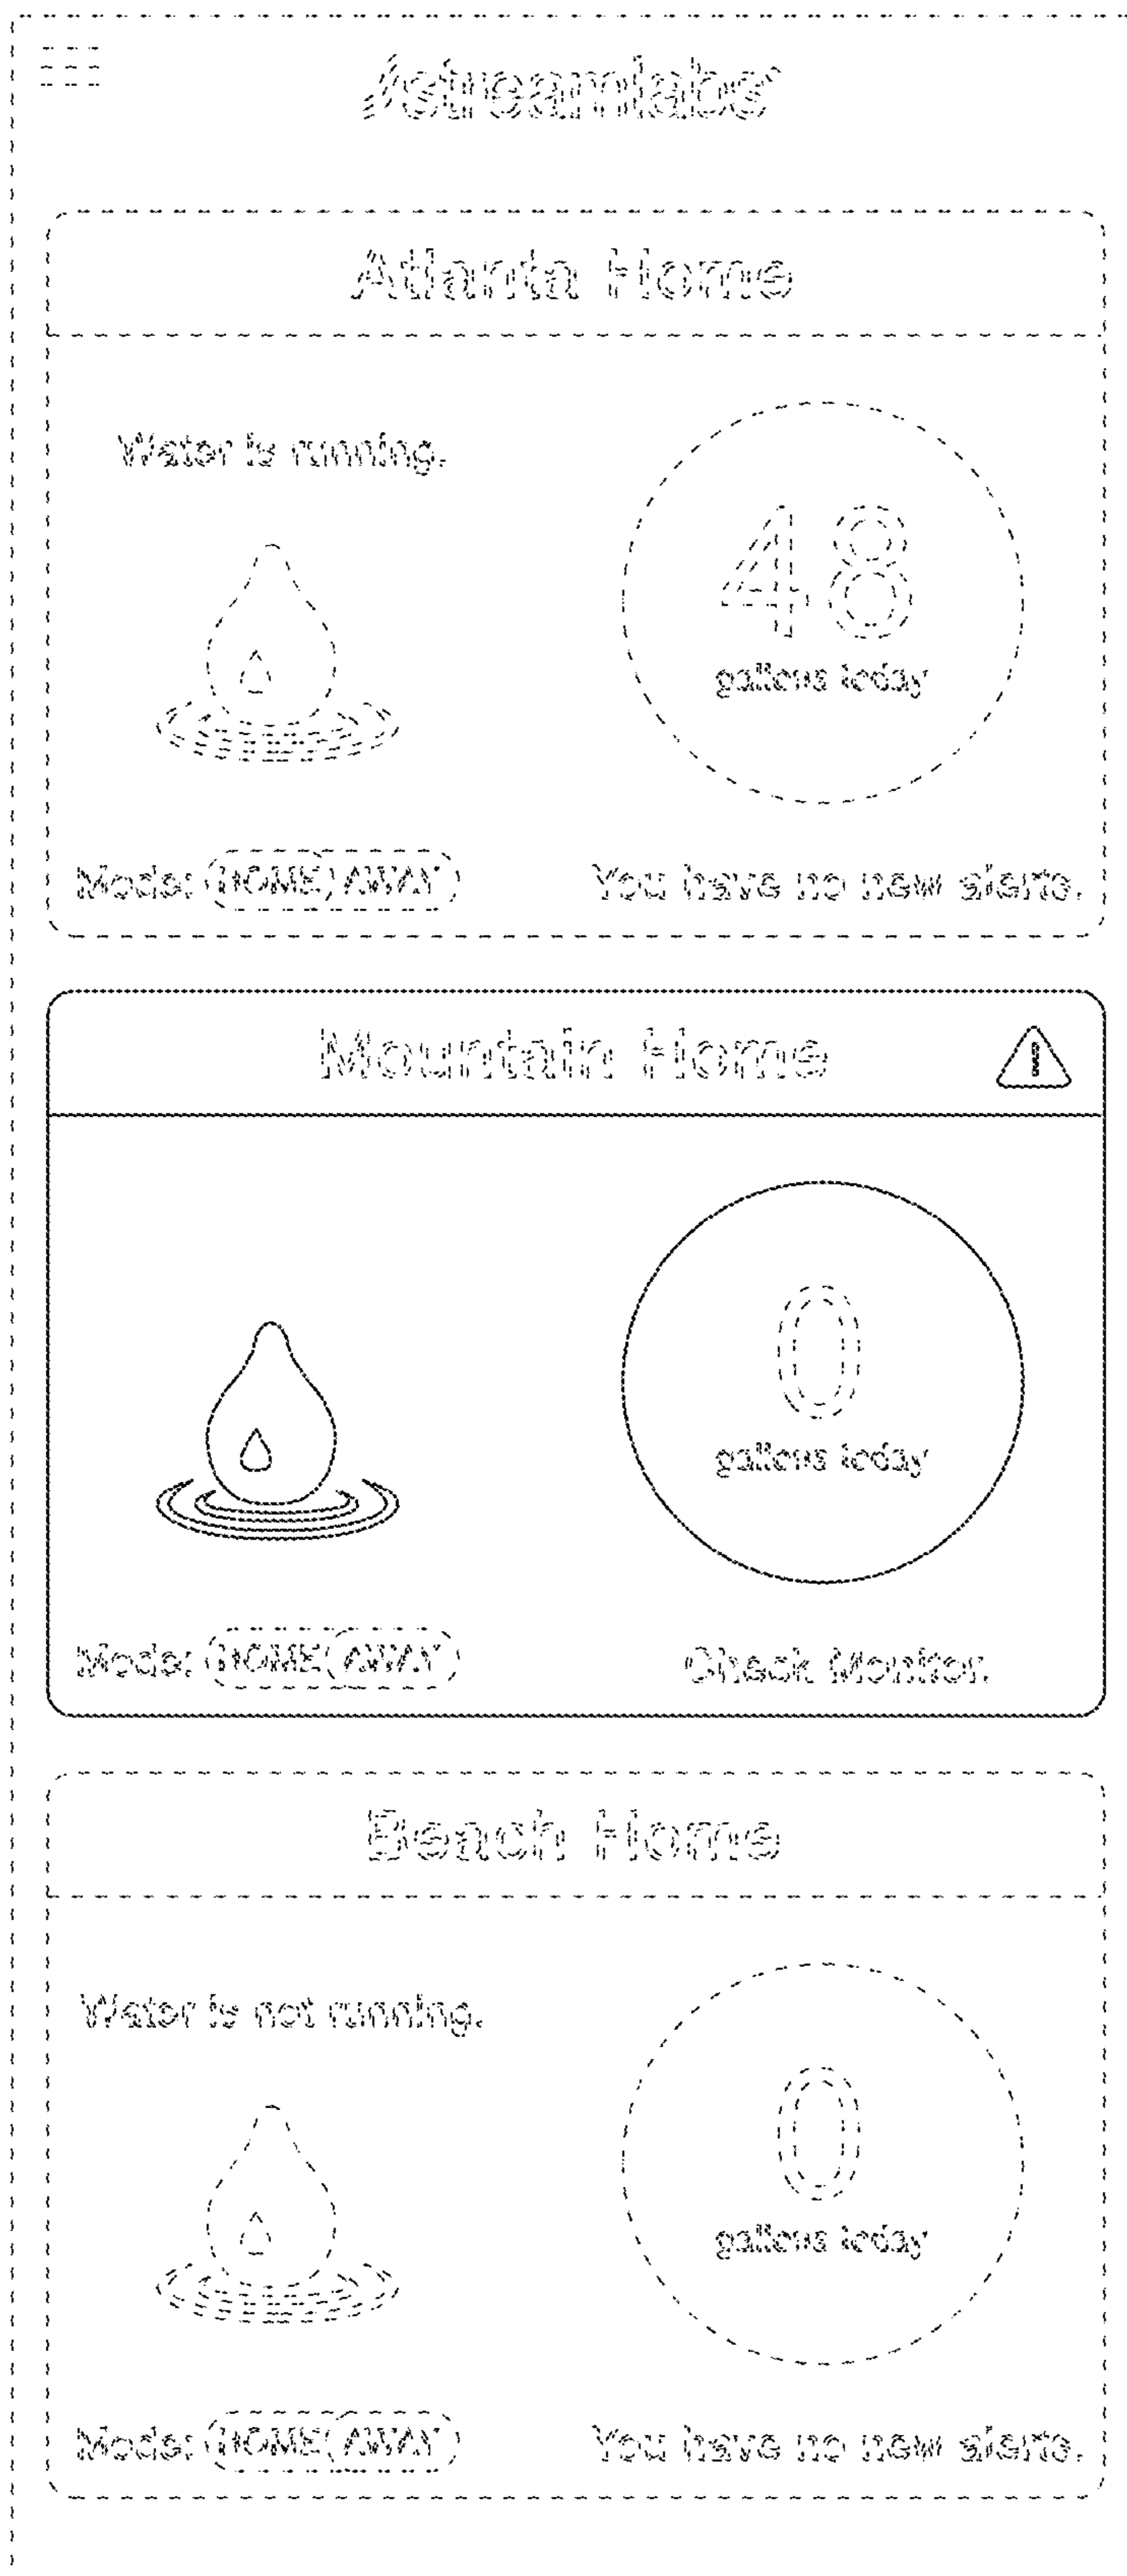 streamlabs
Atlanta Home
Water is running.
48
gallons today
Mode: HOME AWAY
You have no new alerts.
Mountain Home
!
0
gallons today
Mode: HOME AWAY
Check Monitor.
Beach Home
Water is not running.
0
gallons today
Mode: HOME AWAY
You have no new alerts.